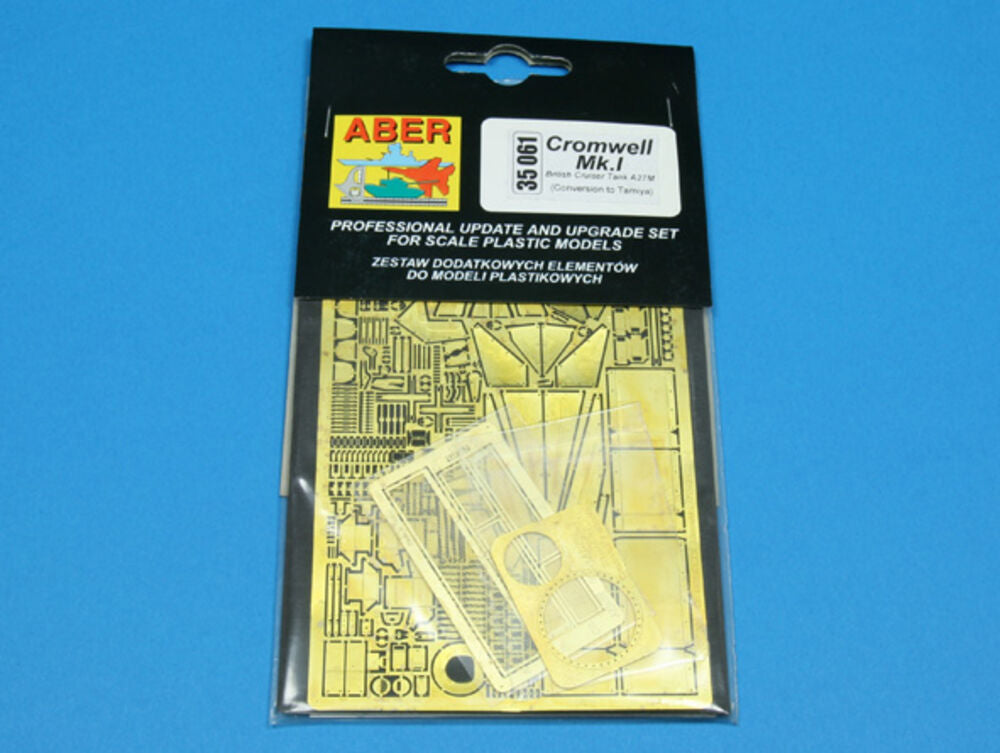 ABER
35 061
Cromwell
Mk.I
British Cruiser Tank A27M
(Conversion to Tamiya)
PROFESSIONAL UPDATE AND UPGRADE SET
FOR SCALE PLASTIC MODELS
ZESTAW DODATKOWYCH ELEMENTÓW
DO MODELI PLASTIKOWYCH